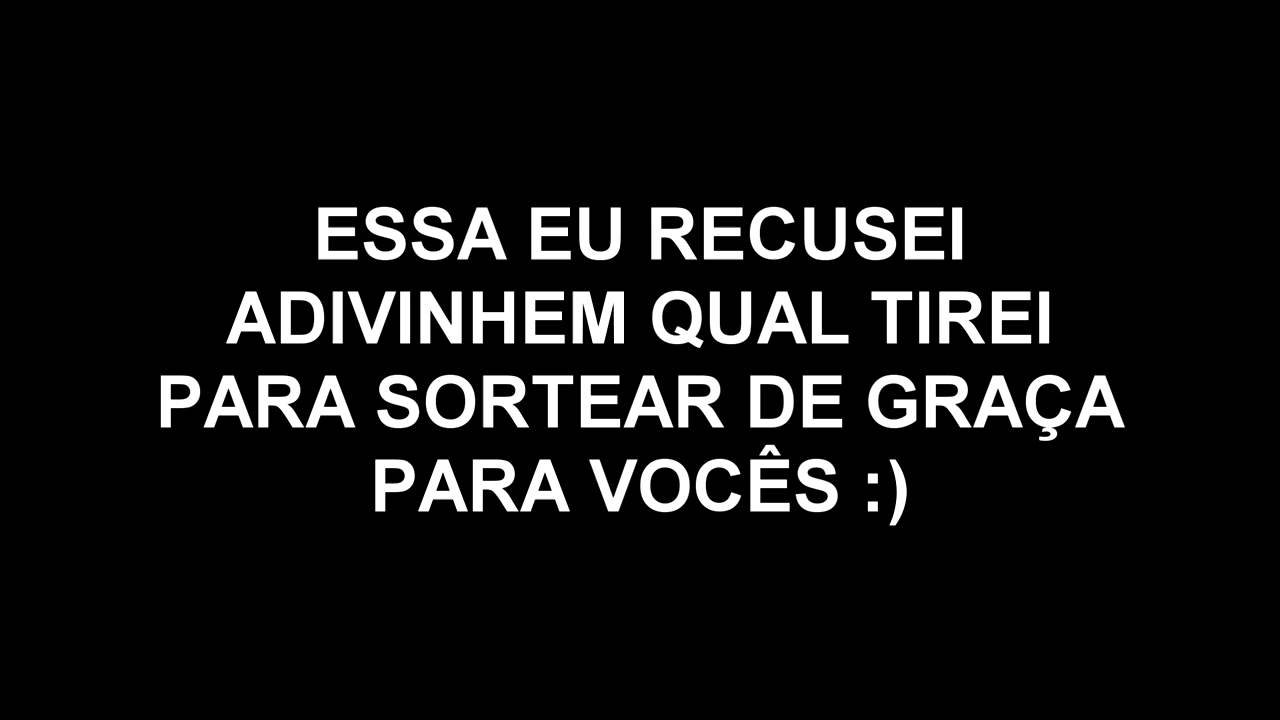 ESSA EU RECUSEI
ADIVINHEM QUAL TIREI
PARA SORTEAR DE GRAÇA
PARA VOCÊS :)